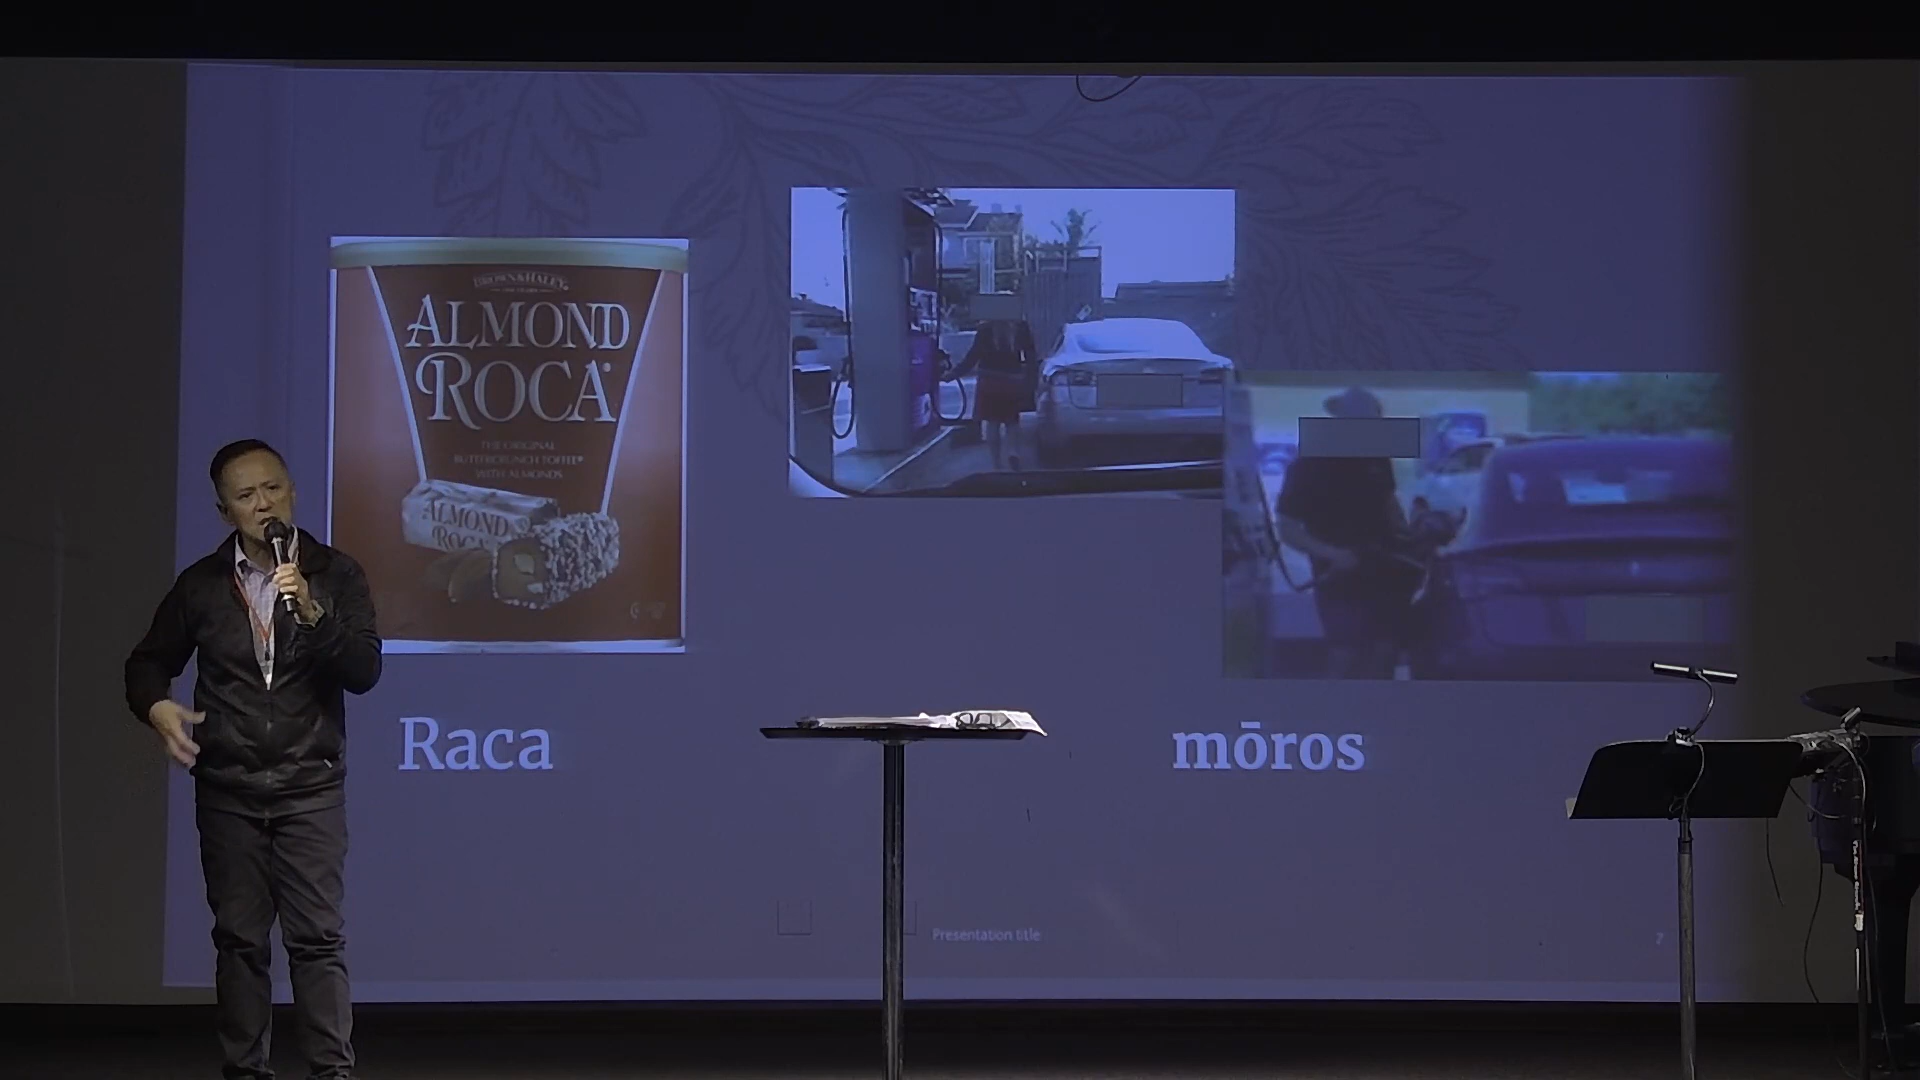 BROWN & HALEY
ALMOND
ROCA
THE ORIGINAL
BUTTERCRUNCH TOFFEE
WITH ALMONDS
ALMOND
ROCA
Raca
mōros
Presentation title
7